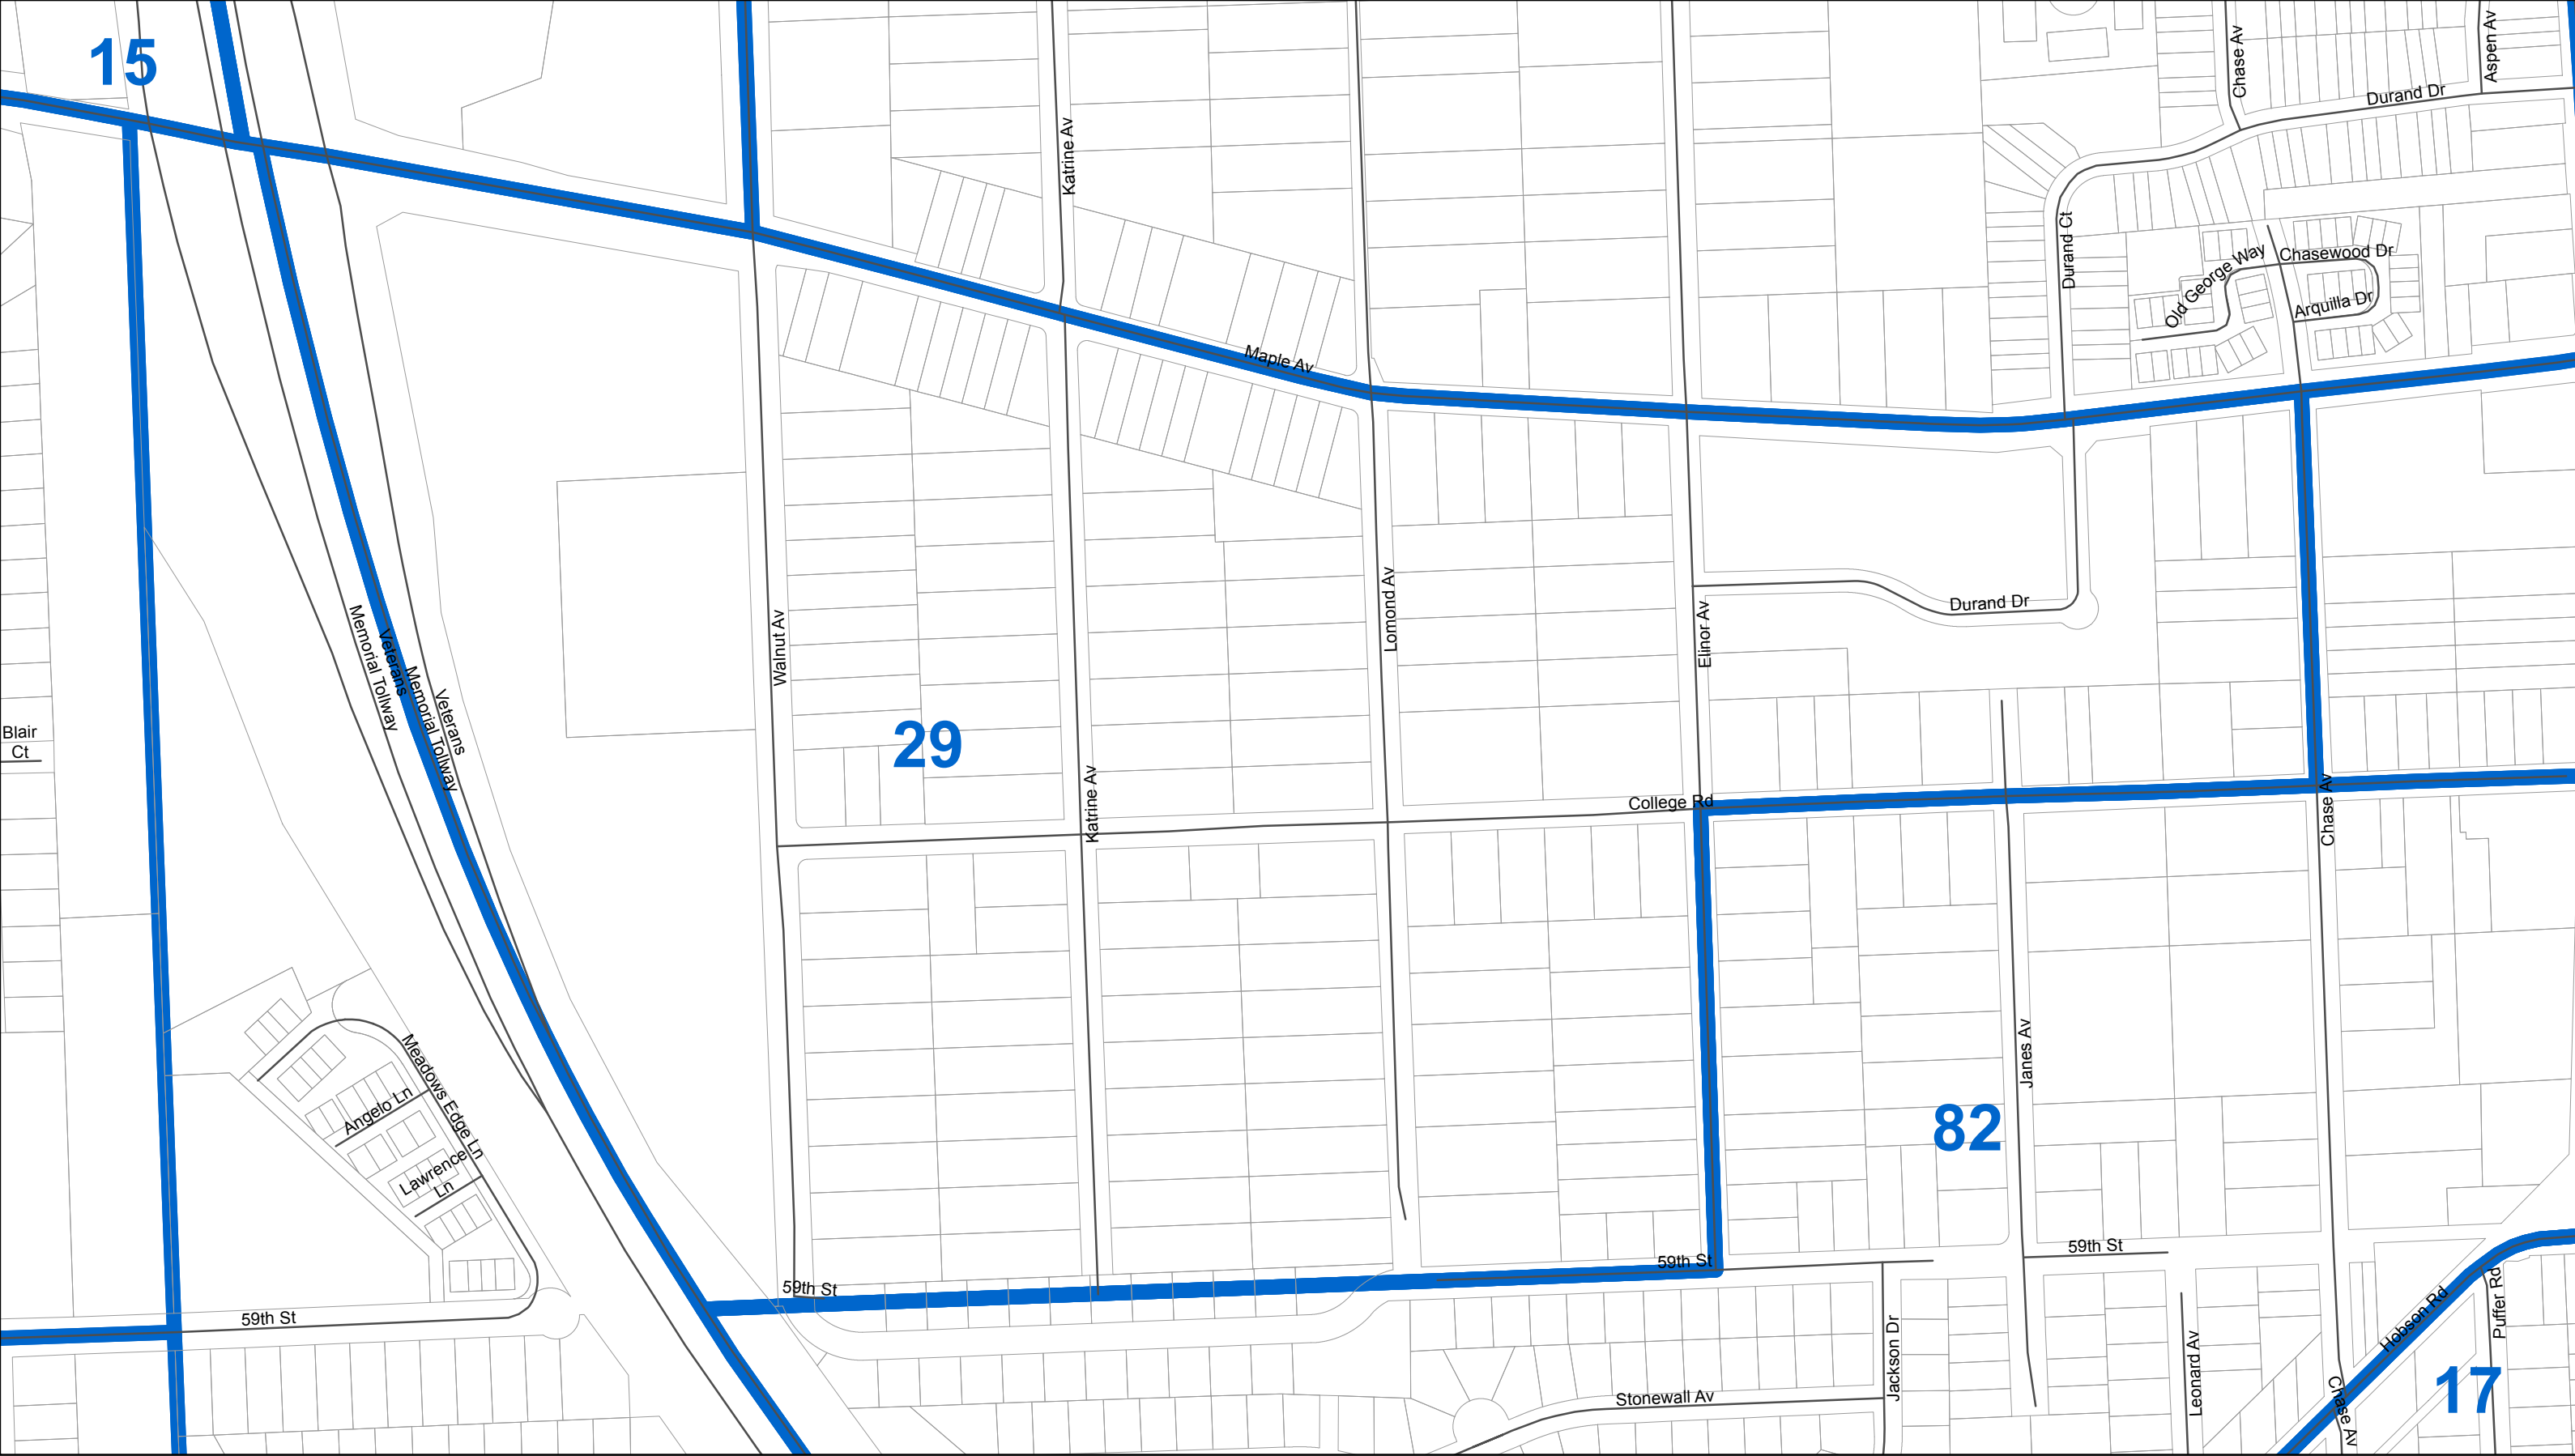 15
Chase Av
Aspen Av
Durand Dr
Katrine Av
Durand Ct
Old George Way
Chasewood Dr
Arquilla Dr
Maple Av
Walnut Av
Lomond Av
Elinor Av
Durand Dr
Veterans
Memorial Tollway
Veterans
Memorial Tollway
Blair
Ct
29
Katrine Av
College Rd
Chase Av
Meadows Edge Ln
Angelo Ln
Lawrence
Ln
Janes Av
82
59th St
59th St
59th St
59th St
Hobson Rd
Puffer Rd
Jackson Dr
Leonard Av
Stonewall Av
Chase Av
17